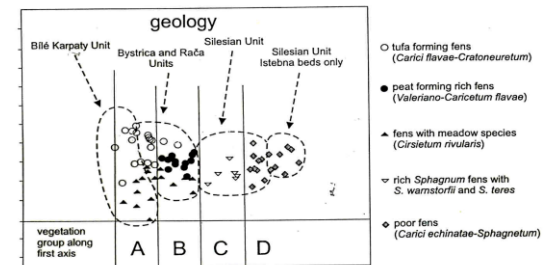 geology
Bílé Karpaty Unit
Bystrica and Rača
Units
Silesian Unit
Silesian Unit
Istebna beds only
tufa forming fens
(Carici flavae-Cratoneuretum)
peat forming rich fens
(Valeriano-Caricetum flavae)
fens with meadow species
(Cirsietum rivularis)
rich Sphagnum fens with
S. warnstorfii and S. teres
poor fens
(Carici echinatae-Sphagnetum)
vegetation
group along
first axis
A B C D